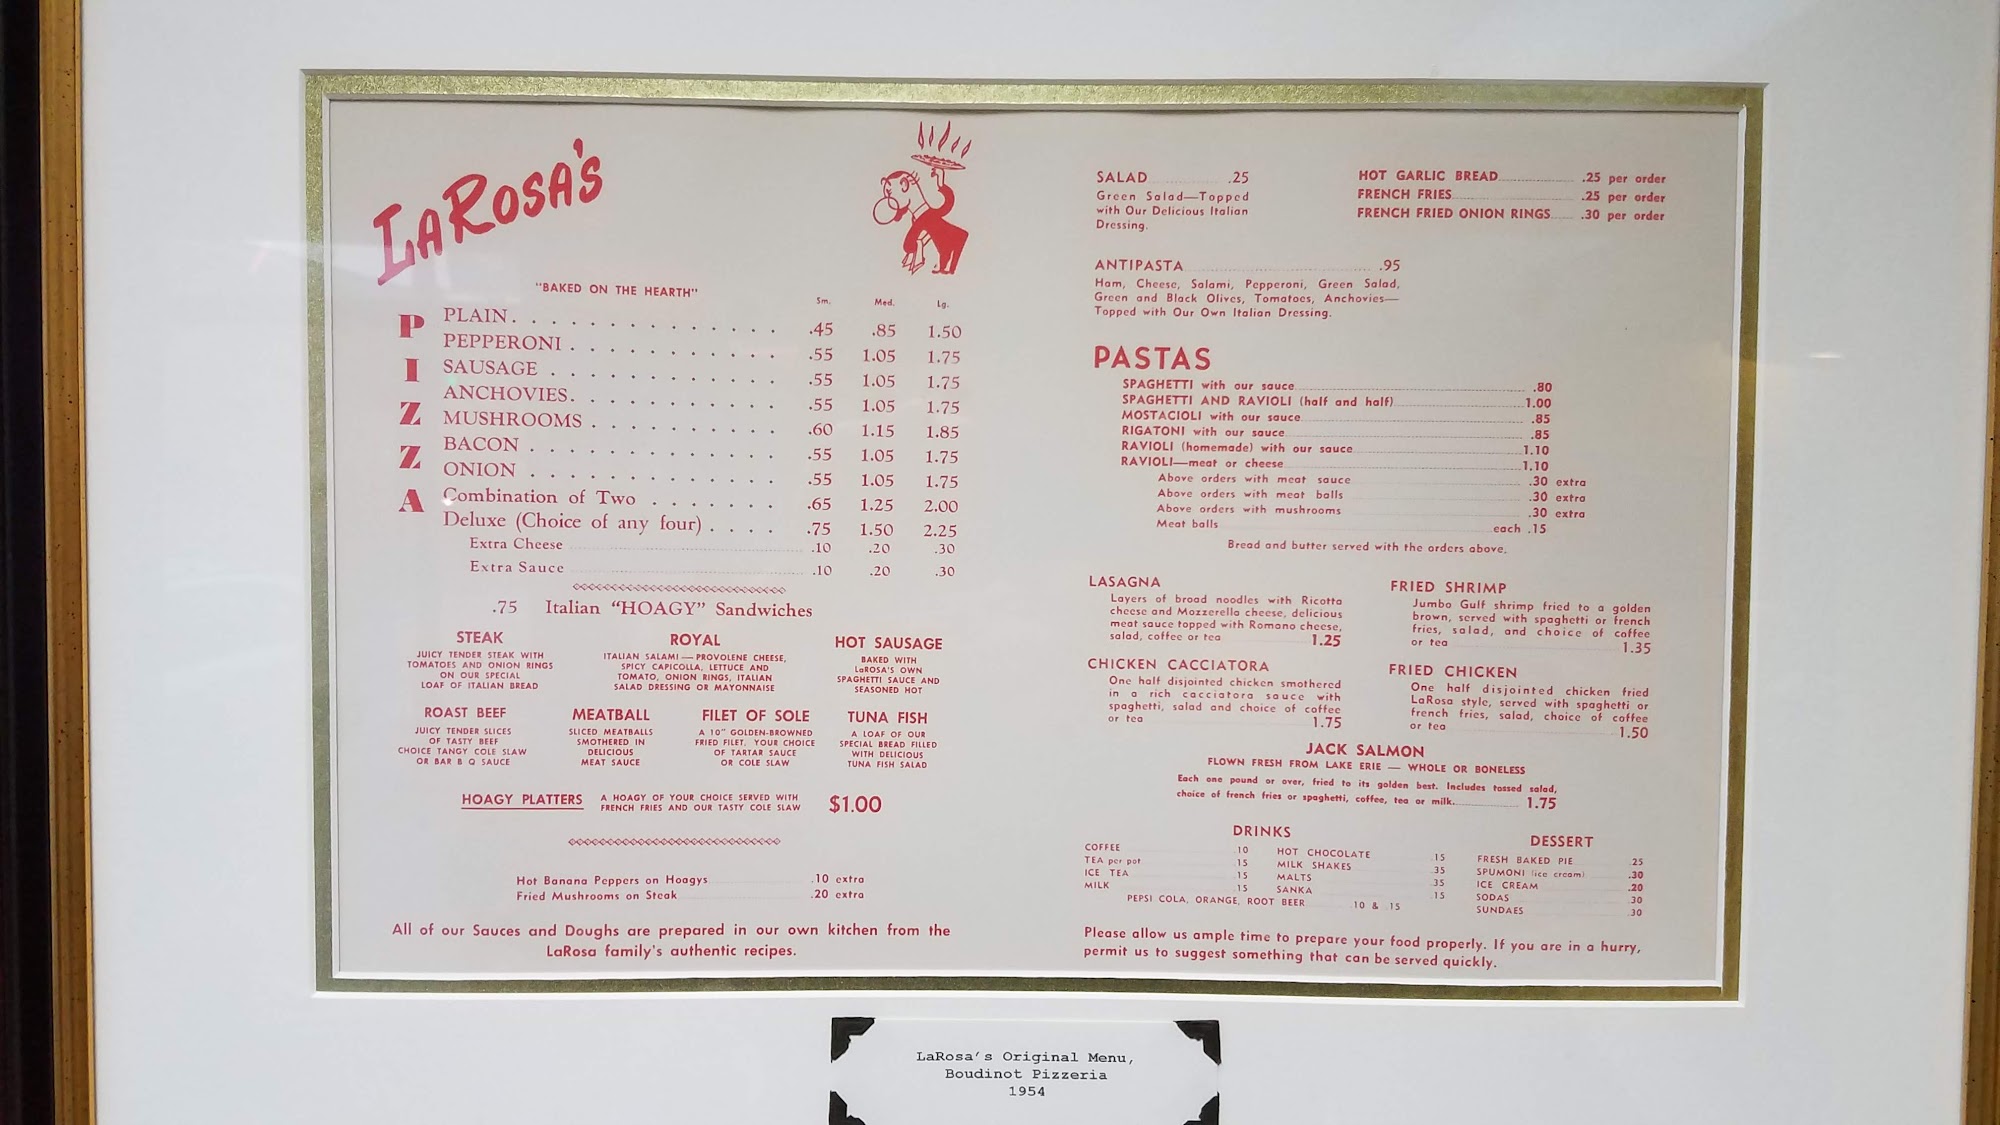 LAROSA'S
"BAKED ON THE HEARTH"
Sm. Med. Lg.
PIZZA
PLAIN .45 .85 1.50
PEPPERONI .55 1.05 1.75
SAUSAGE .55 1.05 1.75
ANCHOVIES .55 1.05 1.75
MUSHROOMS .60 1.15 1.85
BACON .55 1.05 1.75
ONION .55 1.05 1.75
Combination of Two .65 1.25 2.00
Deluxe (Choice of any four) .75 1.50 2.25
Extra Cheese .10 .20 .30
Extra Sauce .10 .20 .30
.75 Italian "HOAGY" Sandwiches
STEAK
JUICY TENDER STEAK WITH
TOMATOES AND ONION RINGS
ON OUR SPECIAL
LOAF OF ITALIAN BREAD
ROYAL
ITALIAN SALAMI — PROVOLENE CHEESE,
SPICY CAPICOLLA, LETTUCE AND
TOMATO, ONION RINGS, ITALIAN
SALAD DRESSING OR MAYONNAISE
HOT SAUSAGE
BAKED WITH
LaROSA'S OWN
SPAGHETTI SAUCE AND
SEASONED HOT
ROAST BEEF
JUICY TENDER SLICES
OF TASTY BEEF
CHOICE TANGY COLE SLAW
OR BAR B Q SAUCE
MEATBALL
SLICED MEATBALLS
SMOTHERED IN
DELICIOUS
MEAT SAUCE
FILET OF SOLE
A 10" GOLDEN-BROWNED
FRIED FILET, YOUR CHOICE
OF TARTAR SAUCE
OR COLE SLAW
TUNA FISH
A LOAF OF OUR
SPECIAL BREAD FILLED
WITH DELICIOUS
TUNA FISH SALAD
HOAGY PLATTERS A HOAGY OF YOUR CHOICE SERVED WITH
FRENCH FRIES AND OUR TASTY COLE SLAW $1.00
Hot Banana Peppers on Hoagys .10 extra
Fried Mushrooms on Steak .20 extra
All of our Sauces and Doughs are prepared in our own kitchen from the
LaRosa family's authentic recipes.
SALAD .25
Green Salad—Topped
with Our Delicious Italian
Dressing.
HOT GARLIC BREAD .25 per order
FRENCH FRIES .25 per order
FRENCH FRIED ONION RINGS .30 per order
ANTIPASTA .95
Ham, Cheese, Salami, Pepperoni, Green Salad,
Green and Black Olives, Tomatoes, Anchovies—
Topped with Our Own Italian Dressing.
PASTAS
SPAGHETTI with our sauce .80
SPAGHETTI AND RAVIOLI (half and half) 1.00
MOSTACIOLI with our sauce .85
RIGATONI with our sauce .85
RAVIOLI (homemade) with our sauce 1.10
RAVIOLI—meat or cheese 1.10
Above orders with meat sauce .30 extra
Above orders with meat balls .30 extra
Above orders with mushrooms .30 extra
Meat balls each .15
Bread and butter served with the orders above.
LASAGNA
Layers of broad noodles with Ricotta
cheese and Mozzerella cheese, delicious
meat sauce topped with Romano cheese,
salad, coffee or tea 1.25
FRIED SHRIMP
Jumbo Gulf shrimp fried to a golden
brown, served with spaghetti or french
fries, salad, and choice of coffee
or tea 1.35
CHICKEN CACCIATORA
One half disjointed chicken smothered
in a rich cacciatora sauce with
spaghetti, salad and choice of coffee
or tea 1.75
FRIED CHICKEN
One half disjointed chicken fried
LaRosa style, served with spaghetti or
french fries, salad, choice of coffee
or tea 1.50
JACK SALMON
FLOWN FRESH FROM LAKE ERIE — WHOLE OR BONELESS
Each one pound or over, fried to its golden best. Includes tossed salad,
choice of french fries or spaghetti, coffee, tea or milk. 1.75
DRINKS
COFFEE .10
TEA per pot .15
ICE TEA .15
MILK .15
HOT CHOCOLATE .15
MILK SHAKES .35
MALTS .35
SANKA .15
PEPSI COLA, ORANGE, ROOT BEER .10 & .15
DESSERT
FRESH BAKED PIE .25
SPUMONI (ice cream) .30
ICE CREAM .20
SODAS .30
SUNDAES .30
Please allow us ample time to prepare your food properly. If you are in a hurry,
permit us to suggest something that can be served quickly.
LaRosa's Original Menu,
Boudinot Pizzeria
1954